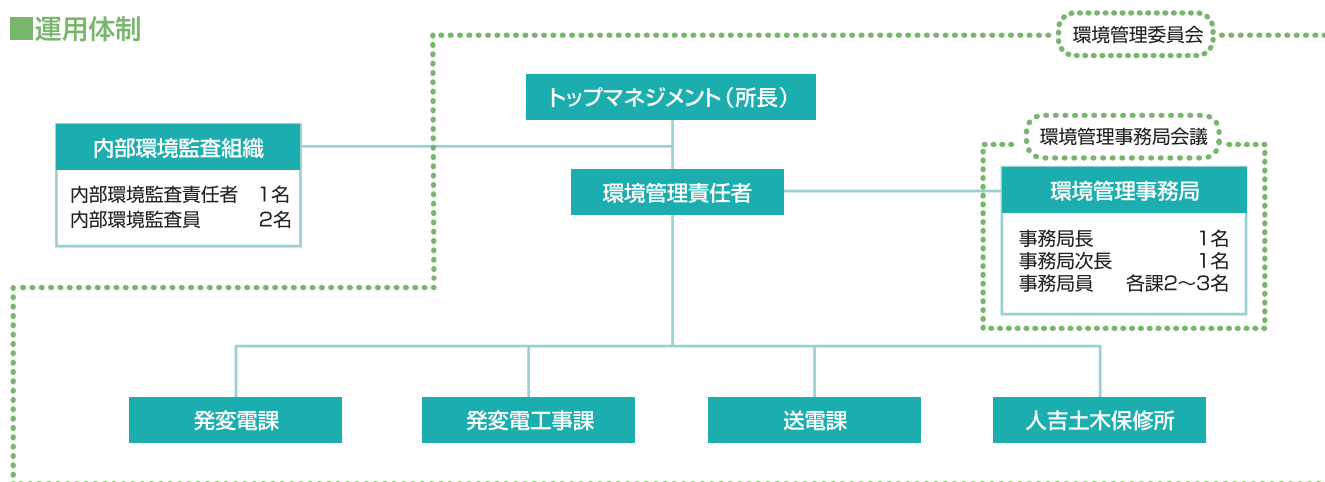 ■運用体制
環境管理委員会
トップマネジメント（所長）
内部環境監査組織
内部環境監査責任者　1名
内部環境監査員　2名
環境管理責任者
環境管理事務局会議
環境管理事務局
事務局長　1名
事務局次長　1名
事務局員　各課2～3名
発変電課
発変電工事課
送電課
人吉土木保修所